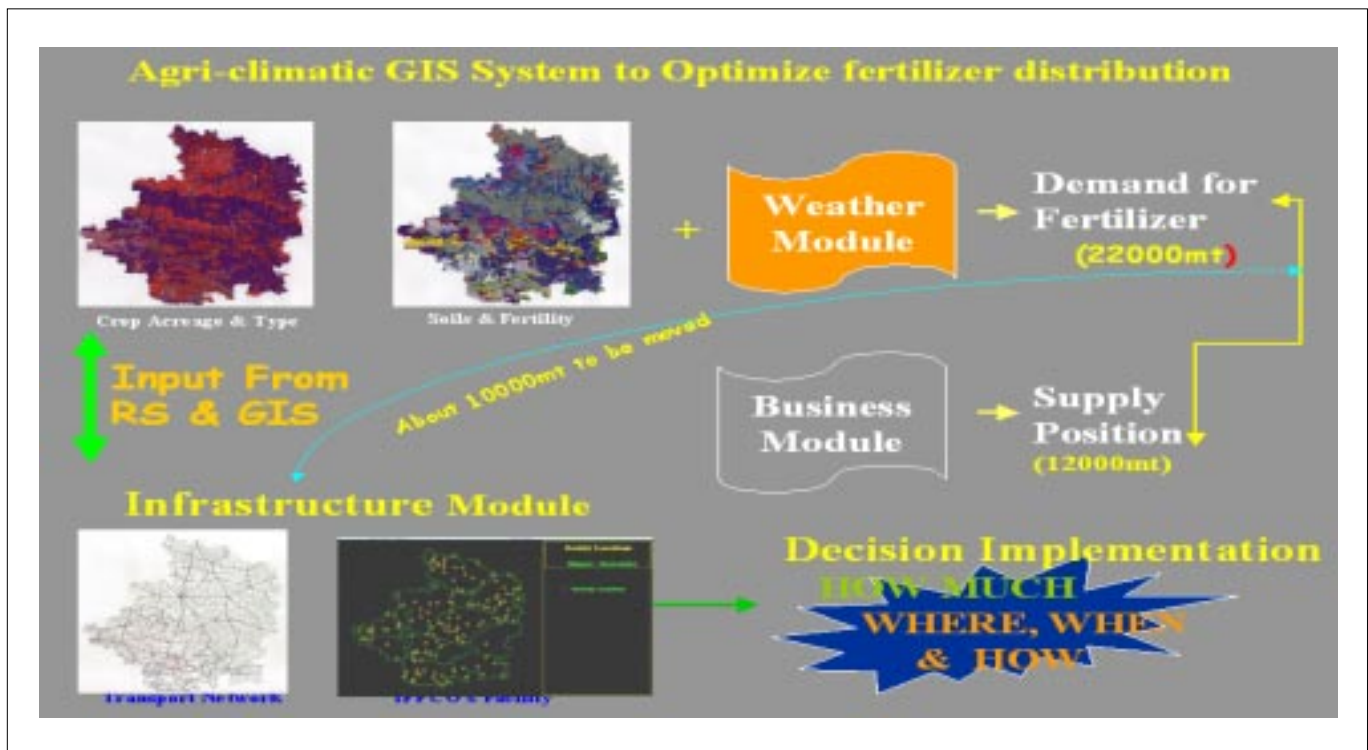 Agri-climatic GIS System to Optimize fertilizer distribution
Crop Acreage & Type
Soils & Fertility
+
Weather
Module
Demand for
Fertilizer
(22000mt)
Input From
RS & GIS
About 10000mt to be moved
Business
Module
Supply
Position
(12000mt)
Infrastructure Module
Transport Network
IFFCO's Facility
Decision Implementation
HOW MUCH
WHERE, WHEN
& HOW